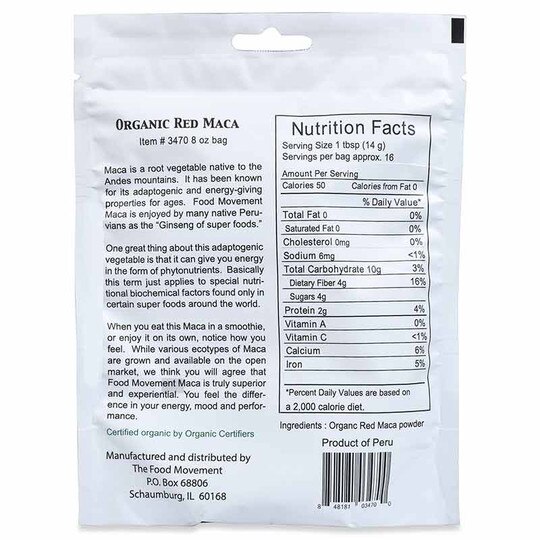 ORGANIC RED MACA
Item # 3470 8 oz bag
Maca is a root vegetable native to the
Andes mountains. It has been known
for its adaptogenic and energy-giving
properties for ages. Food Movement
Maca is enjoyed by many native Peru-
vians as the “Ginseng of super foods.”
One great thing about this adaptogenic
vegetable is that it can give you energy
in the form of phytonutrients. Basically
this term just applies to special nutri-
tional biochemical factors found only in
certain super foods around the world.
When you eat this Maca in a smoothie,
or enjoy it on its own, notice how you
feel. While various ecotypes of Maca
are grown and available on the open
market, we think you will agree that
Food Movement Maca is truly superior
and experiential. You feel the differ-
ence in your energy, mood and perfor-
mance.
Certified organic by Organic Certifiers
Manufactured and distributed by
The Food Movement
P.O. Box 68806
Schaumburg, IL 60168
Nutrition Facts
Serving Size 1 tbsp (14 g)
Servings per bag approx. 16
Amount Per Serving
Calories 50 Calories from Fat 0
% Daily Value*
Total Fat 0 0%
Saturated Fat 0 0%
Cholesterol 0mg 0%
Sodium 6mg <1%
Total Carbohydrate 10g 3%
Dietary Fiber 4g 16%
Sugars 4g
Protein 2g 4%
Vitamin A 0%
Vitamin C <1%
Calcium 6%
Iron 5%
*Percent Daily Values are based on
a 2,000 calorie diet.
Ingredients : Organc Red Maca powder
Product of Peru
8 48181 03470 0